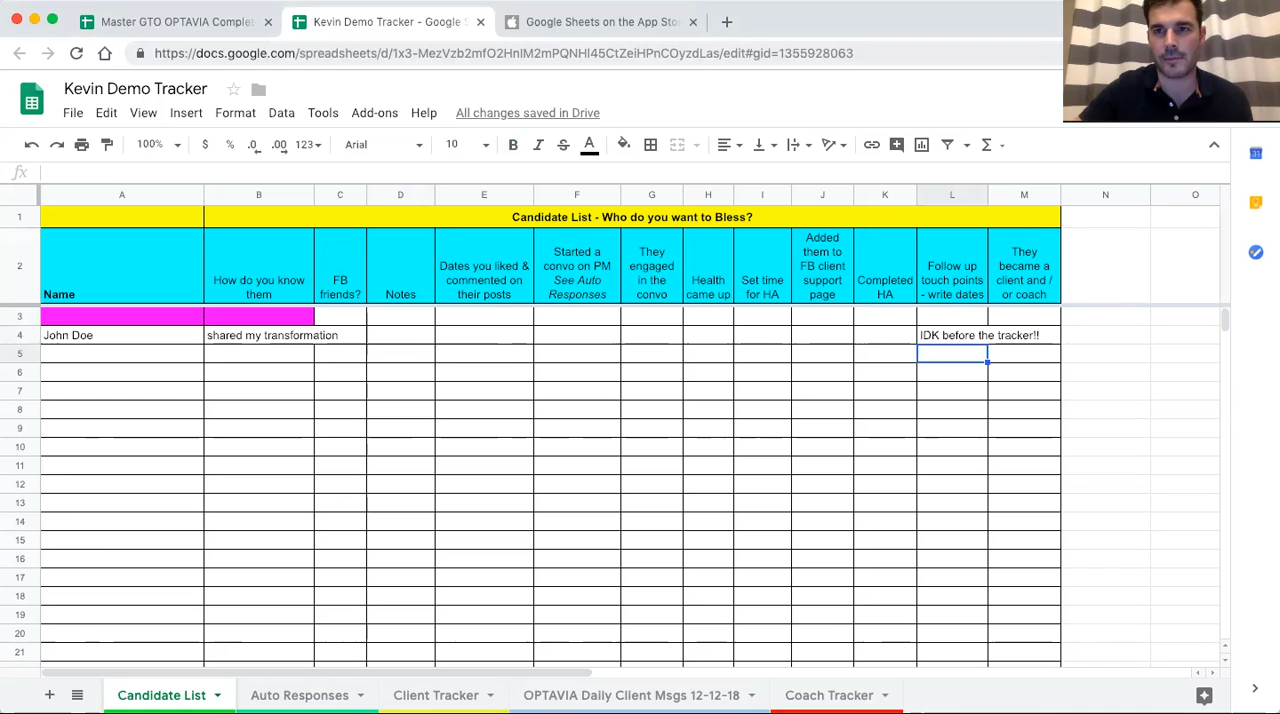 Master GTO OPTAVIA Complet
Kevin Demo Tracker - Google S
Google Sheets on the App Sto
https://docs.google.com/spreadsheets/d/1x3-MezVzb2mfO2HnlM2mPQNHl45CtZeiHPnCOyzdLas/edit#gid=1355928063
Kevin Demo Tracker
File Edit View Insert Format Data Tools Add-ons Help All changes saved in Drive
100% $ % .0 .00 123 Arial 10 B I S A
fx
A B C D E F G H I J K L M N O
1 Candidate List - Who do you want to Bless?
2 Name
How do you know them
FB friends?
Notes
Dates you liked & commented on their posts
Started a convo on PM See Auto Responses
They engaged in the convo
Health came up
Set time for HA
Added them to FB client support page
Completed HA
Follow up touch points - write dates
They became a client and / or coach
3
4 John Doe shared my transformation IDK before the tracker!!
5
6
7
8
9
10
11
12
13
14
15
16
17
18
19
20
21
Candidate List Auto Responses Client Tracker OPTAVIA Daily Client Msgs 12-12-18 Coach Tracker